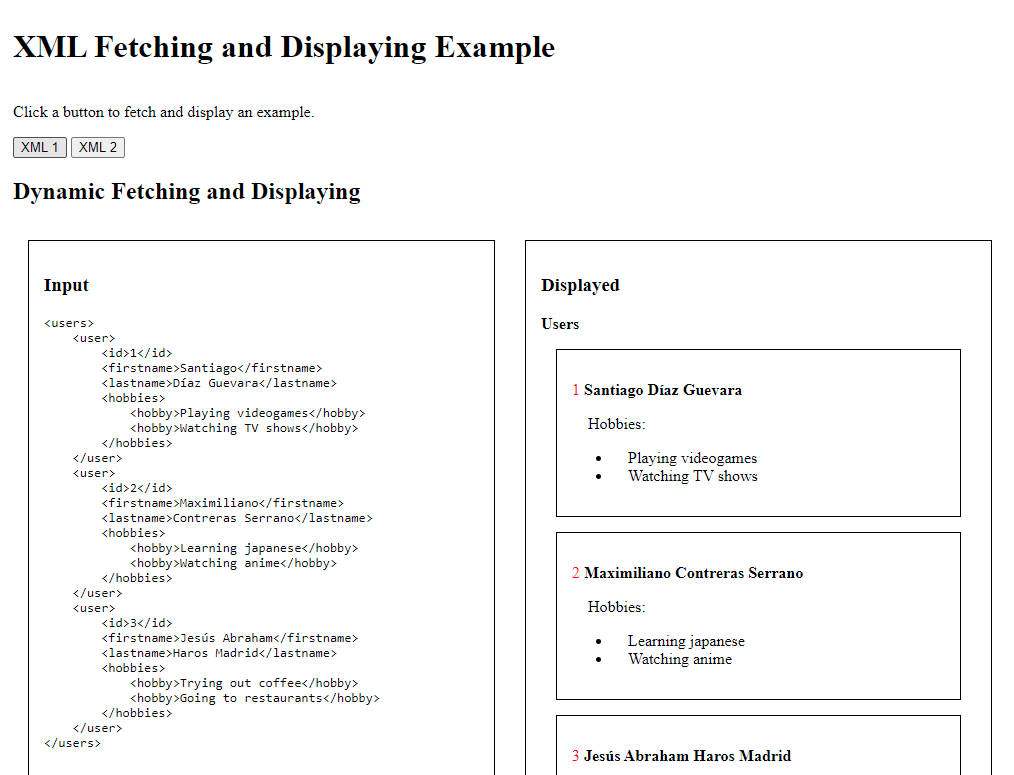 XML Fetching and Displaying Example
Click a button to fetch and display an example.
XML 1 XML 2
Dynamic Fetching and Displaying
Input
<users>
    <user>
        <id>1</id>
        <firstname>Santiago</firstname>
        <lastname>Díaz Guevara</lastname>
        <hobbies>
            <hobby>Playing videogames</hobby>
            <hobby>Watching TV shows</hobby>
        </hobbies>
    </user>
    <user>
        <id>2</id>
        <firstname>Maximiliano</firstname>
        <lastname>Contreras Serrano</lastname>
        <hobbies>
            <hobby>Learning japanese</hobby>
            <hobby>Watching anime</hobby>
        </hobbies>
    </user>
    <user>
        <id>3</id>
        <firstname>Jesús Abraham</firstname>
        <lastname>Haros Madrid</lastname>
        <hobbies>
            <hobby>Trying out coffee</hobby>
            <hobby>Going to restaurants</hobby>
        </hobbies>
    </user>
</users>
Displayed
Users
1 Santiago Díaz Guevara
Hobbies:
• Playing videogames
• Watching TV shows
2 Maximiliano Contreras Serrano
Hobbies:
• Learning japanese
• Watching anime
3 Jesús Abraham Haros Madrid